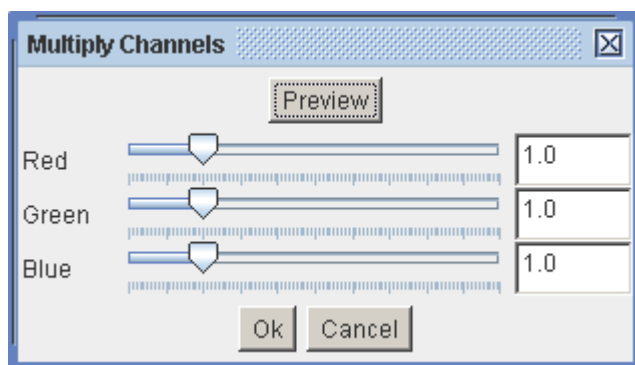 Multiply Channels
Preview
Red 1.0
Green 1.0
Blue 1.0
Ok Cancel